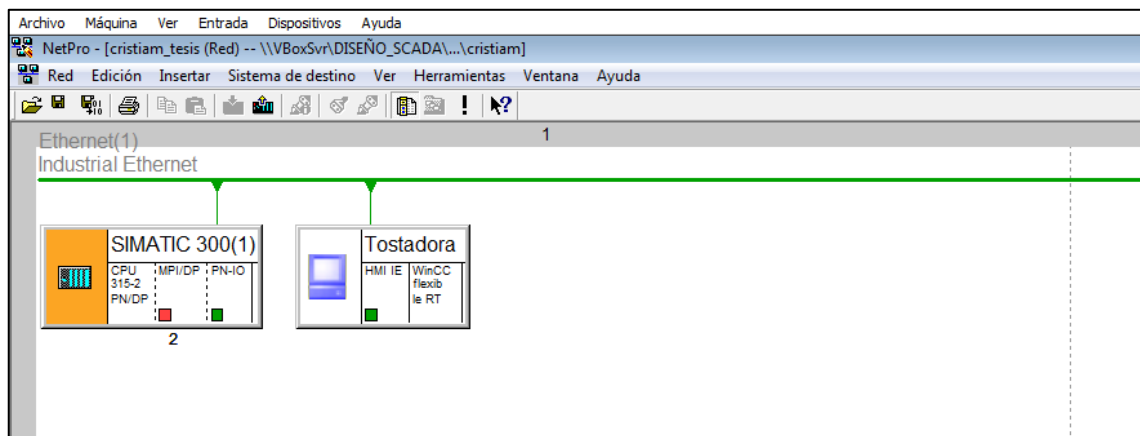 Archivo Máquina Ver Entrada Dispositivos Ayuda
NetPro - [cristiam_tesis (Red) -- \\VBoxSvr\DISEÑO_SCADA\...\cristiam]
Red Edición Insertar Sistema de destino Ver Herramientas Ventana Ayuda
1
Ethernet(1)
Industrial Ethernet
SIMATIC 300(1)
CPU 315-2 PN/DP
MPI/DP
PN-IO
2
Tostadora
HMI IE
WinCC flexib le RT